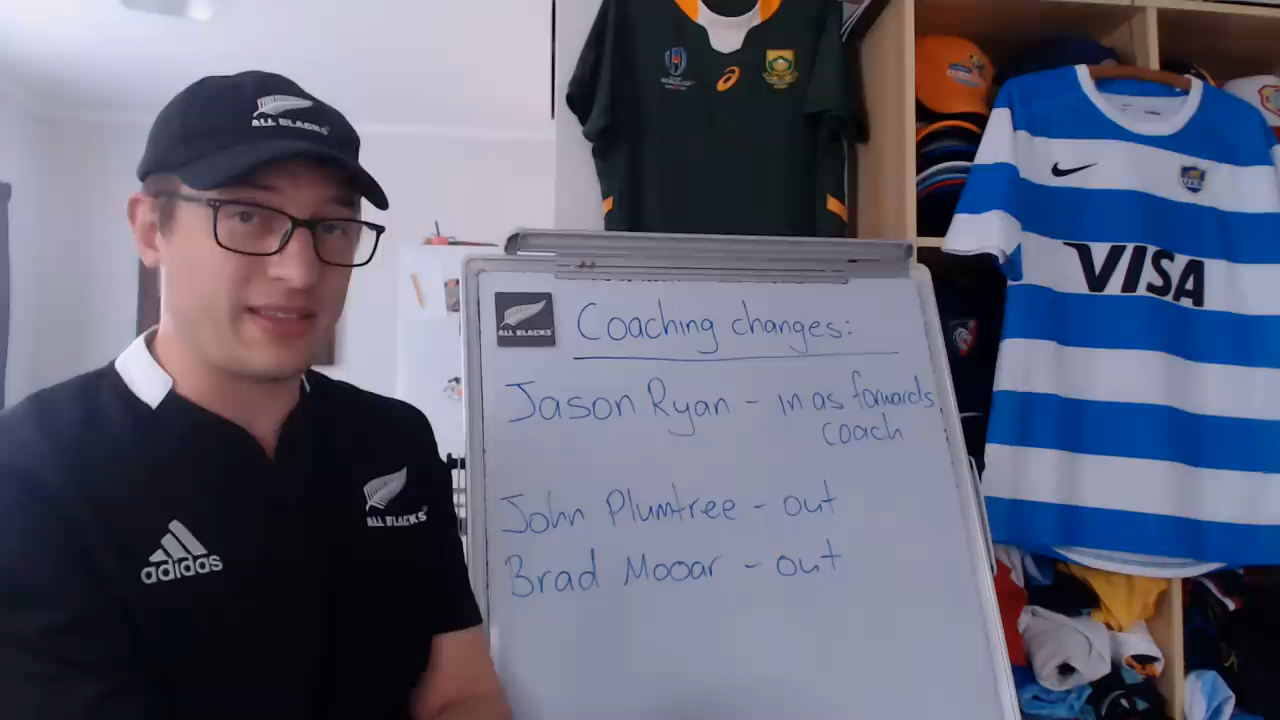 ALL BLACKS
ALL BLACKS
Coaching changes:
Jason Ryan - in as forwards
coach
John Plumtree - out
Brad Mooar - out
ALL BLACKS
adidas
VISA
UAR